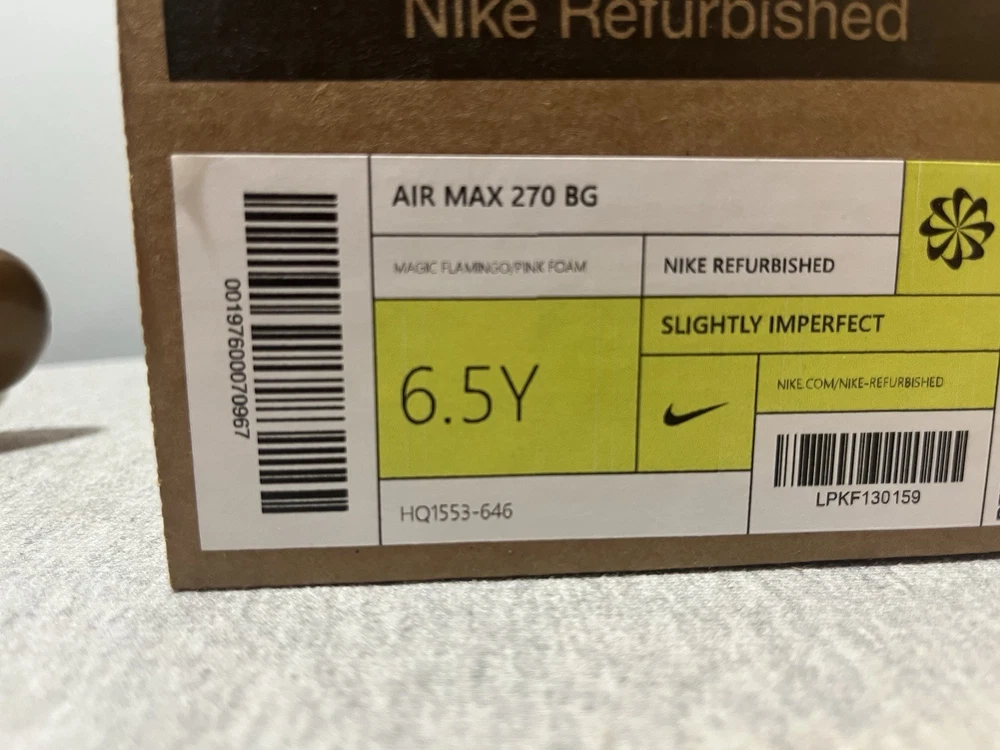 Nike Refurbished
AIR MAX 270 BG
MAGIC FLAMINGO/PINK FOAM
NIKE REFURBISHED
SLIGHTLY IMPERFECT
6.5Y
NIKE.COM/NIKE-REFURBISHED
HQ1553-646
LPKF130159
00197600070967